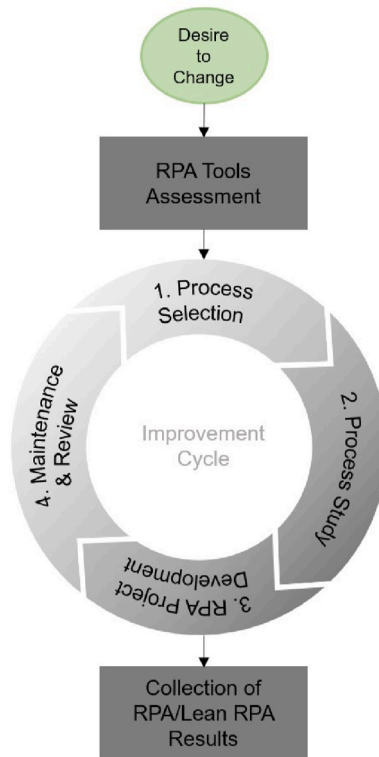 Desire
to
Change
RPA Tools
Assessment
1. Process
Selection
2. Process Study
3. RPA Project
Development
4. Maintenance
& Review
Improvement
Cycle
Collection of
RPA/Lean RPA
Results